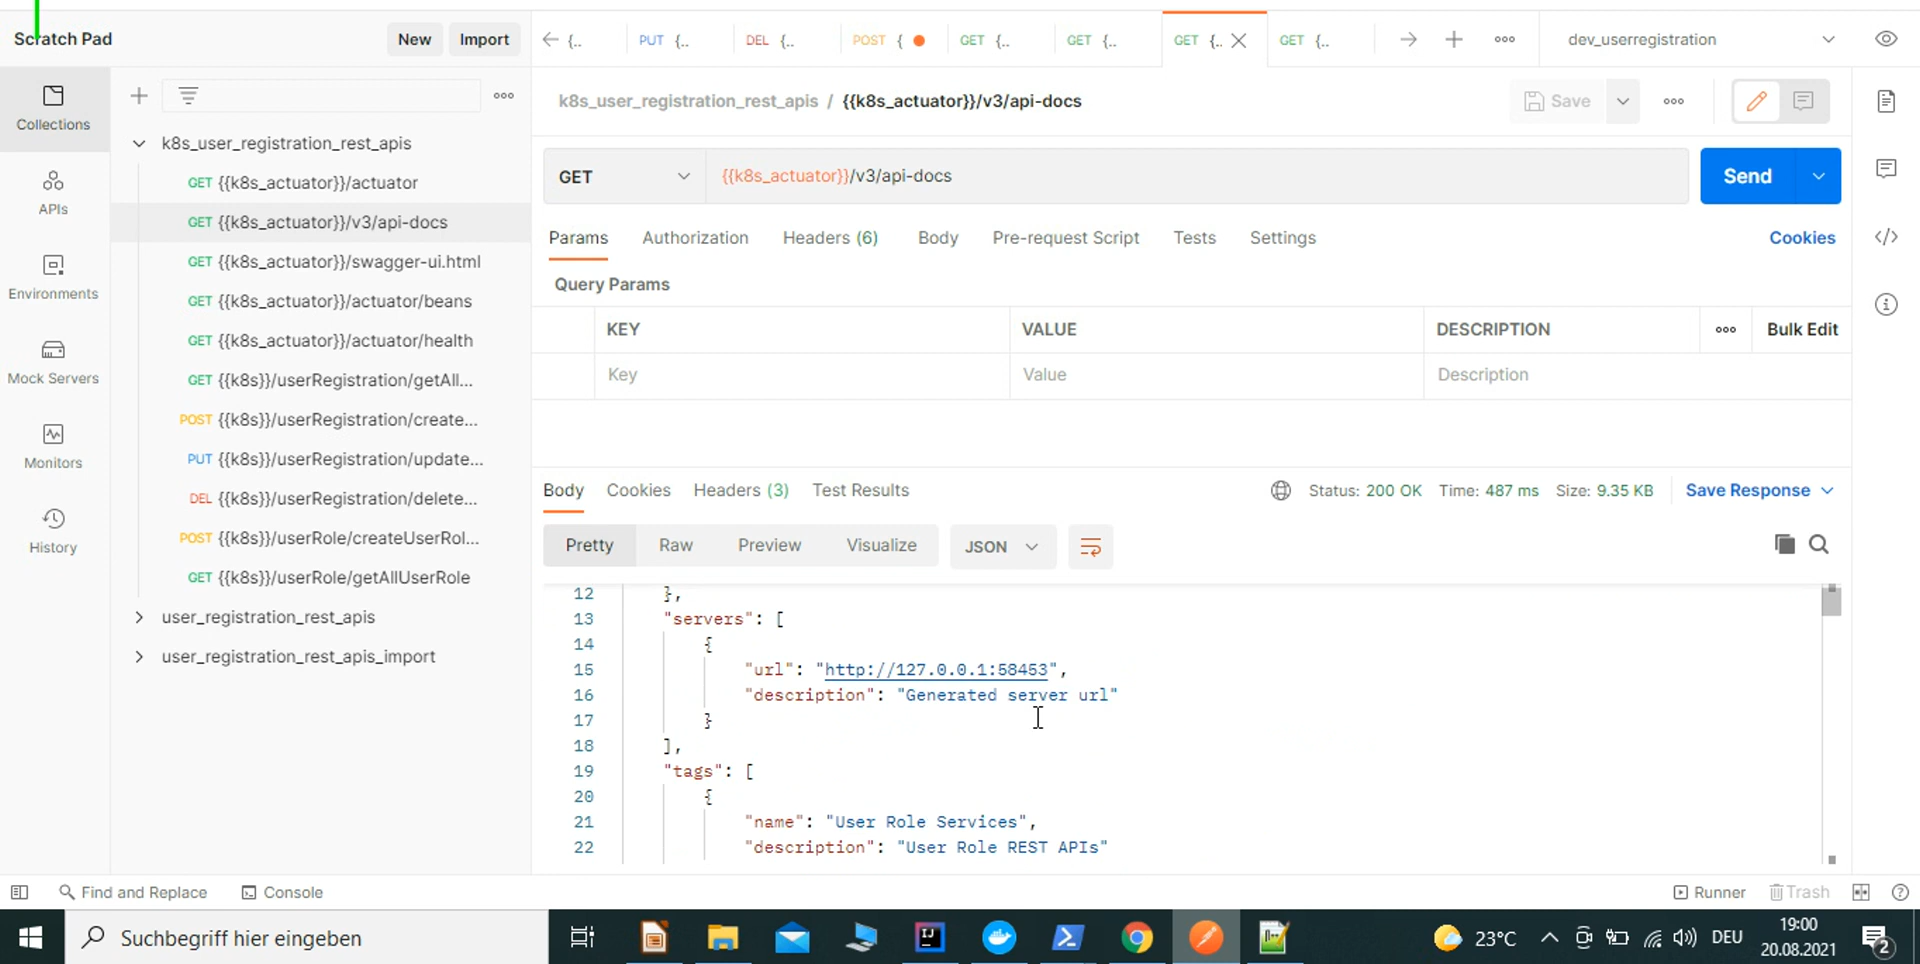 Scratch Pad
New
Import
{..
PUT {..
DEL {..
POST {
GET {..
GET {..
GET {..
GET {..
dev_userregistration
Collections
APIs
Environments
Mock Servers
Monitors
History
k8s_user_registration_rest_apis
GET {{k8s_actuator}}/actuator
GET {{k8s_actuator}}/v3/api-docs
GET {{k8s_actuator}}/swagger-ui.html
GET {{k8s_actuator}}/actuator/beans
GET {{k8s_actuator}}/actuator/health
GET {{k8s}}/userRegistration/getAll...
POST {{k8s}}/userRegistration/create...
PUT {{k8s}}/userRegistration/update...
DEL {{k8s}}/userRegistration/delete...
POST {{k8s}}/userRole/createUserRol...
GET {{k8s}}/userRole/getAllUserRole
user_registration_rest_apis
user_registration_rest_apis_import
k8s_user_registration_rest_apis / {{k8s_actuator}}/v3/api-docs
Save
GET
{{k8s_actuator}}/v3/api-docs
Send
Params Authorization Headers (6) Body Pre-request Script Tests Settings
Cookies
Query Params
KEY VALUE DESCRIPTION
Bulk Edit
Key Value Description
Body Cookies Headers (3) Test Results
Status: 200 OK Time: 487 ms Size: 9.35 KB
Save Response
Pretty Raw Preview Visualize
JSON
12 },
13 "servers": [
14 {
15 "url": "http://127.0.0.1:58453",
16 "description": "Generated server url"
17 }
18 ],
19 "tags": [
20 {
21 "name": "User Role Services",
22 "description": "User Role REST APIs"
Find and Replace
Console
Runner
Trash
Suchbegriff hier eingeben
23°C
DEU
19:00
20.08.2021
2